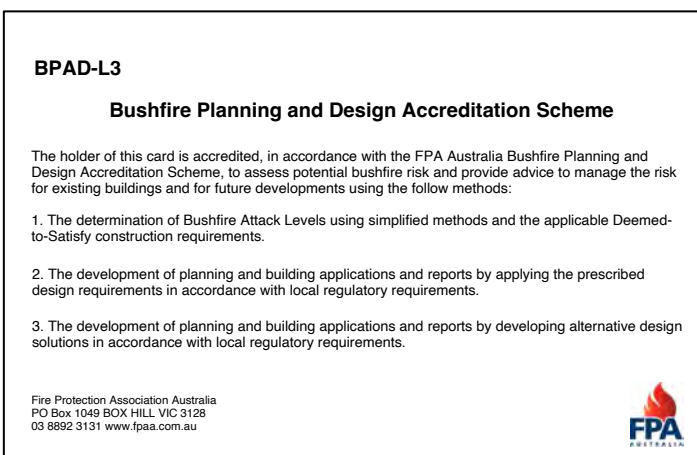 BPAD-L3
Bushfire Planning and Design Accreditation Scheme
The holder of this card is accredited, in accordance with the FPA Australia Bushfire Planning and
Design Accreditation Scheme, to assess potential bushfire risk and provide advice to manage the risk
for existing buildings and for future developments using the follow methods:
1. The determination of Bushfire Attack Levels using simplified methods and the applicable Deemed-
to-Satisfy construction requirements.
2. The development of planning and building applications and reports by applying the prescribed
design requirements in accordance with local regulatory requirements.
3. The development of planning and building applications and reports by developing alternative design
solutions in accordance with local regulatory requirements.
Fire Protection Association Australia
PO Box 1049 BOX HILL VIC 3128
03 8892 3131 www.fpaa.com.au
FPA
AUSTRALIA